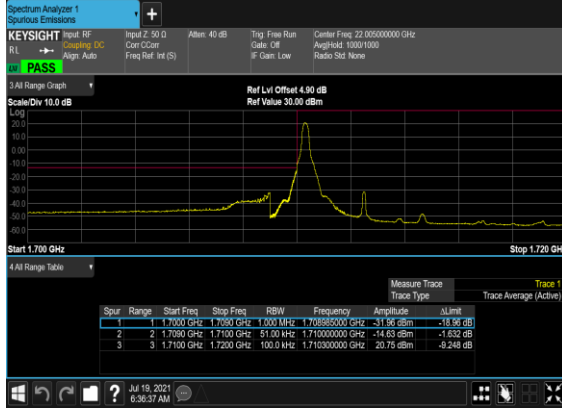 Spectrum Analyzer 1
Spurious Emissions
KEYSIGHT Input: RF Input Z: 50 Ω Atten: 40 dB Trig: Free Run Center Freq: 22.005000000 GHz
RL Coupling: DC Corr CCorr Gate: Off Avg|Hold: 1000/1000
Align: Auto Freq Ref: Int (S) IF Gain: Low Radio Std: None
PASS
3 All Range Graph
Ref Lvl Offset 4.90 dB
Scale/Div 10.0 dB Ref Value 30.00 dBm
Log
20.0
10.0
0.00
-10.0
-20.0
-30.0
-40.0
-50.0
-60.0
Start 1.700 GHz Stop 1.720 GH
4 All Range Table
Measure Trace Trace 1
Trace Type Trace Average (Active)
Spur Range Start Freq Stop Freq RBW Frequency Amplitude ΔLimit
1 1 1.7000 GHz 1.7090 GHz 1.000 MHz 1.708985000 GHz -31.96 dBm -18.96 dB
2 2 1.7090 GHz 1.7100 GHz 51.00 kHz 1.710000000 GHz -14.63 dBm -1.632 dB
3 3 1.7100 GHz 1.7200 GHz 100.0 kHz 1.710300000 GHz 20.75 dBm -9.248 dB
Jul 19, 2021
6:36:37 AM